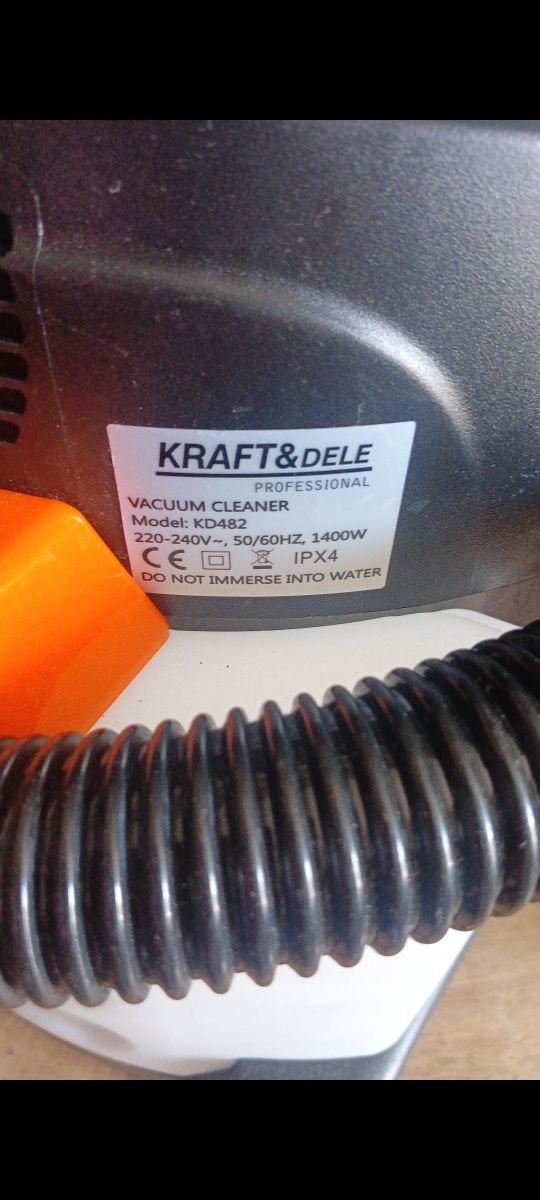 KRAFT&DELE
PROFESSIONAL
VACUUM CLEANER
Model: KD482
220-240V~, 50/60HZ, 1400W
CE IPX4
DO NOT IMMERSE INTO WATER